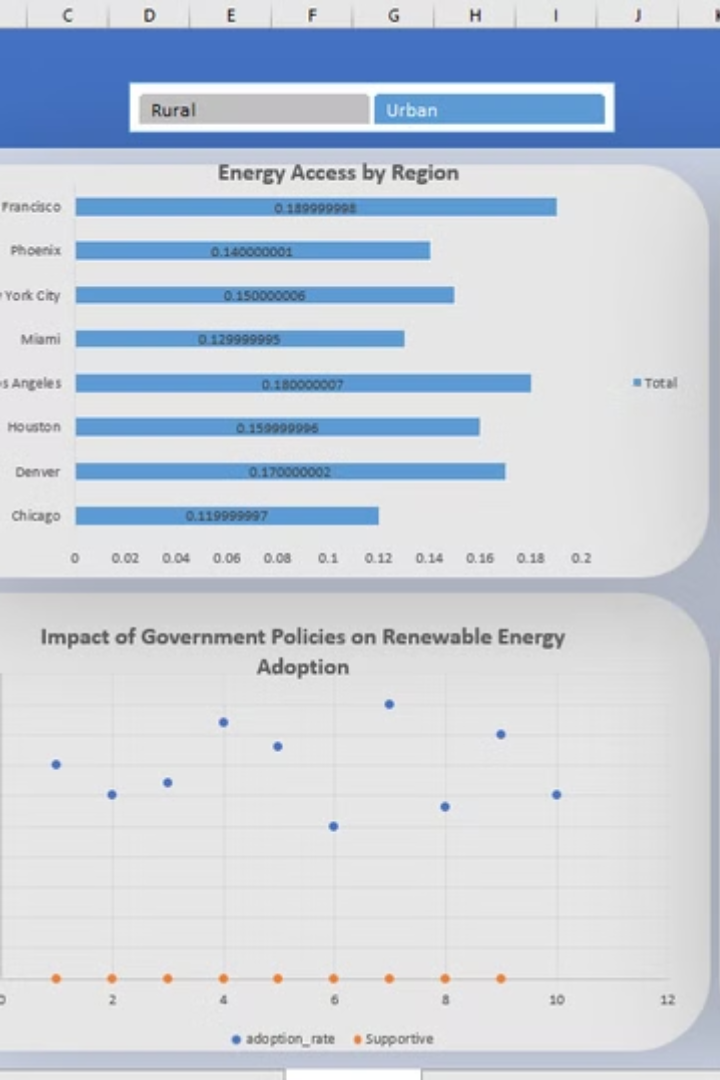 C D E F G H I J
Rural Urban
Energy Access by Region
Francisco 0.189999998
Phoenix 0.140000001
York City 0.150000006
Miami 0.129999995
s Angeles 0.180000007
Total
Houston 0.159999996
Denver 0.170000002
Chicago 0.119999997
0 0.02 0.04 0.06 0.08 0.1 0.12 0.14 0.16 0.18 0.2
Impact of Government Policies on Renewable Energy
Adoption
0 2 4 6 8 10 12
adoption_rate Supportive